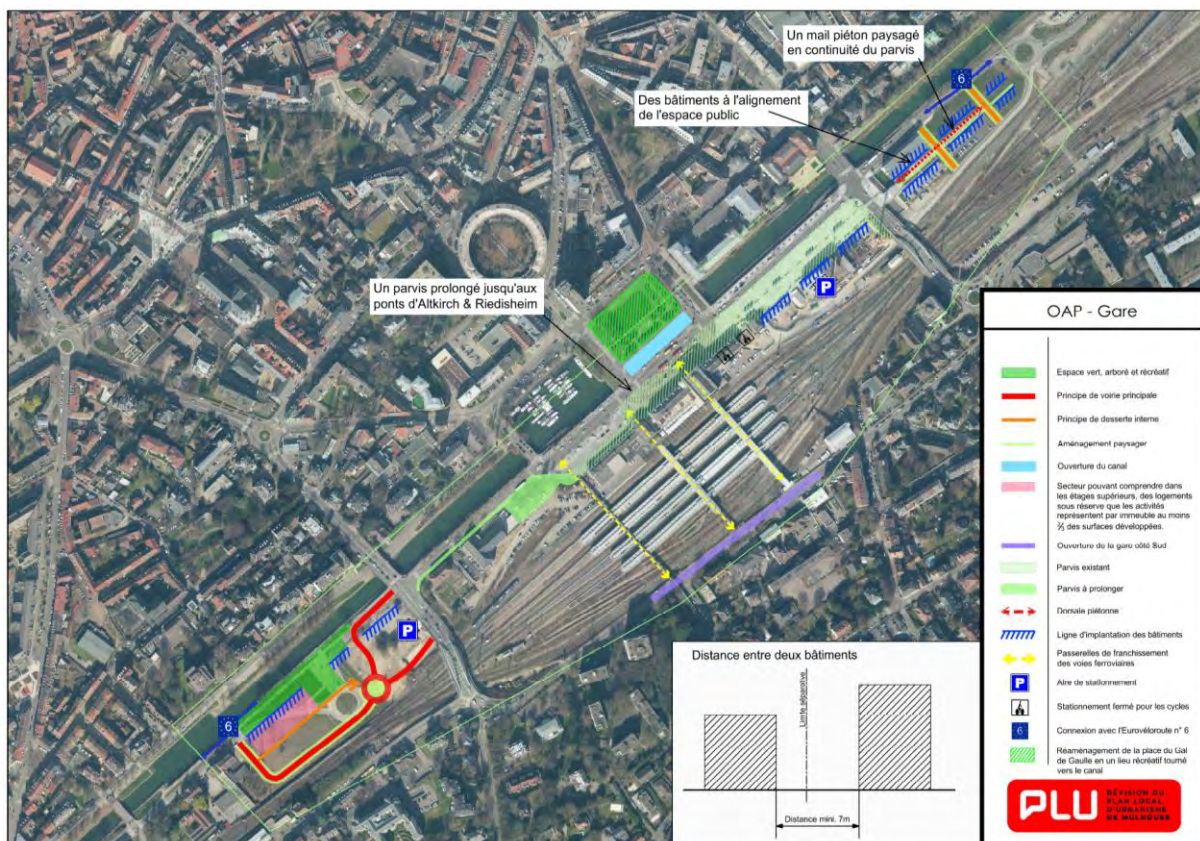 Un mail piéton paysagé
en continuité du parvis
6
Des bâtiments à l'alignement
de l'espace public
Un parvis prolongé jusqu'aux
ponts d'Altkirch & Riedisheim
P
P
6
Distance entre deux bâtiments
Limite séparative
Distance mini. 7m
OAP - Gare
Espace vert, arboré et récréatif
Principe de voirie principale
Principe de desserte interne
Aménagement paysager
Ouverture du canal
Secteur pouvant comprendre dans
les étages supérieurs, des logements
sous réserve que les activités
représentent par immeuble au moins
⅔ des surfaces développées.
Ouverture de la gare côté Sud
Parvis existant
Parvis à prolonger
Dorsale piétonne
Ligne d'implantation des bâtiments
Passerelles de franchissement
des voies ferroviaires
P
Aire de stationnement
Stationnement fermé pour les cycles
6
Connexion avec l'Eurovéloroute n° 6
Réaménagement de la place du Gal
de Gaulle en un lieu récréatif tourné
vers le canal
PLU
RÉVISION DU
PLAN LOCAL
D'URBANISME
DE MULHOUSE